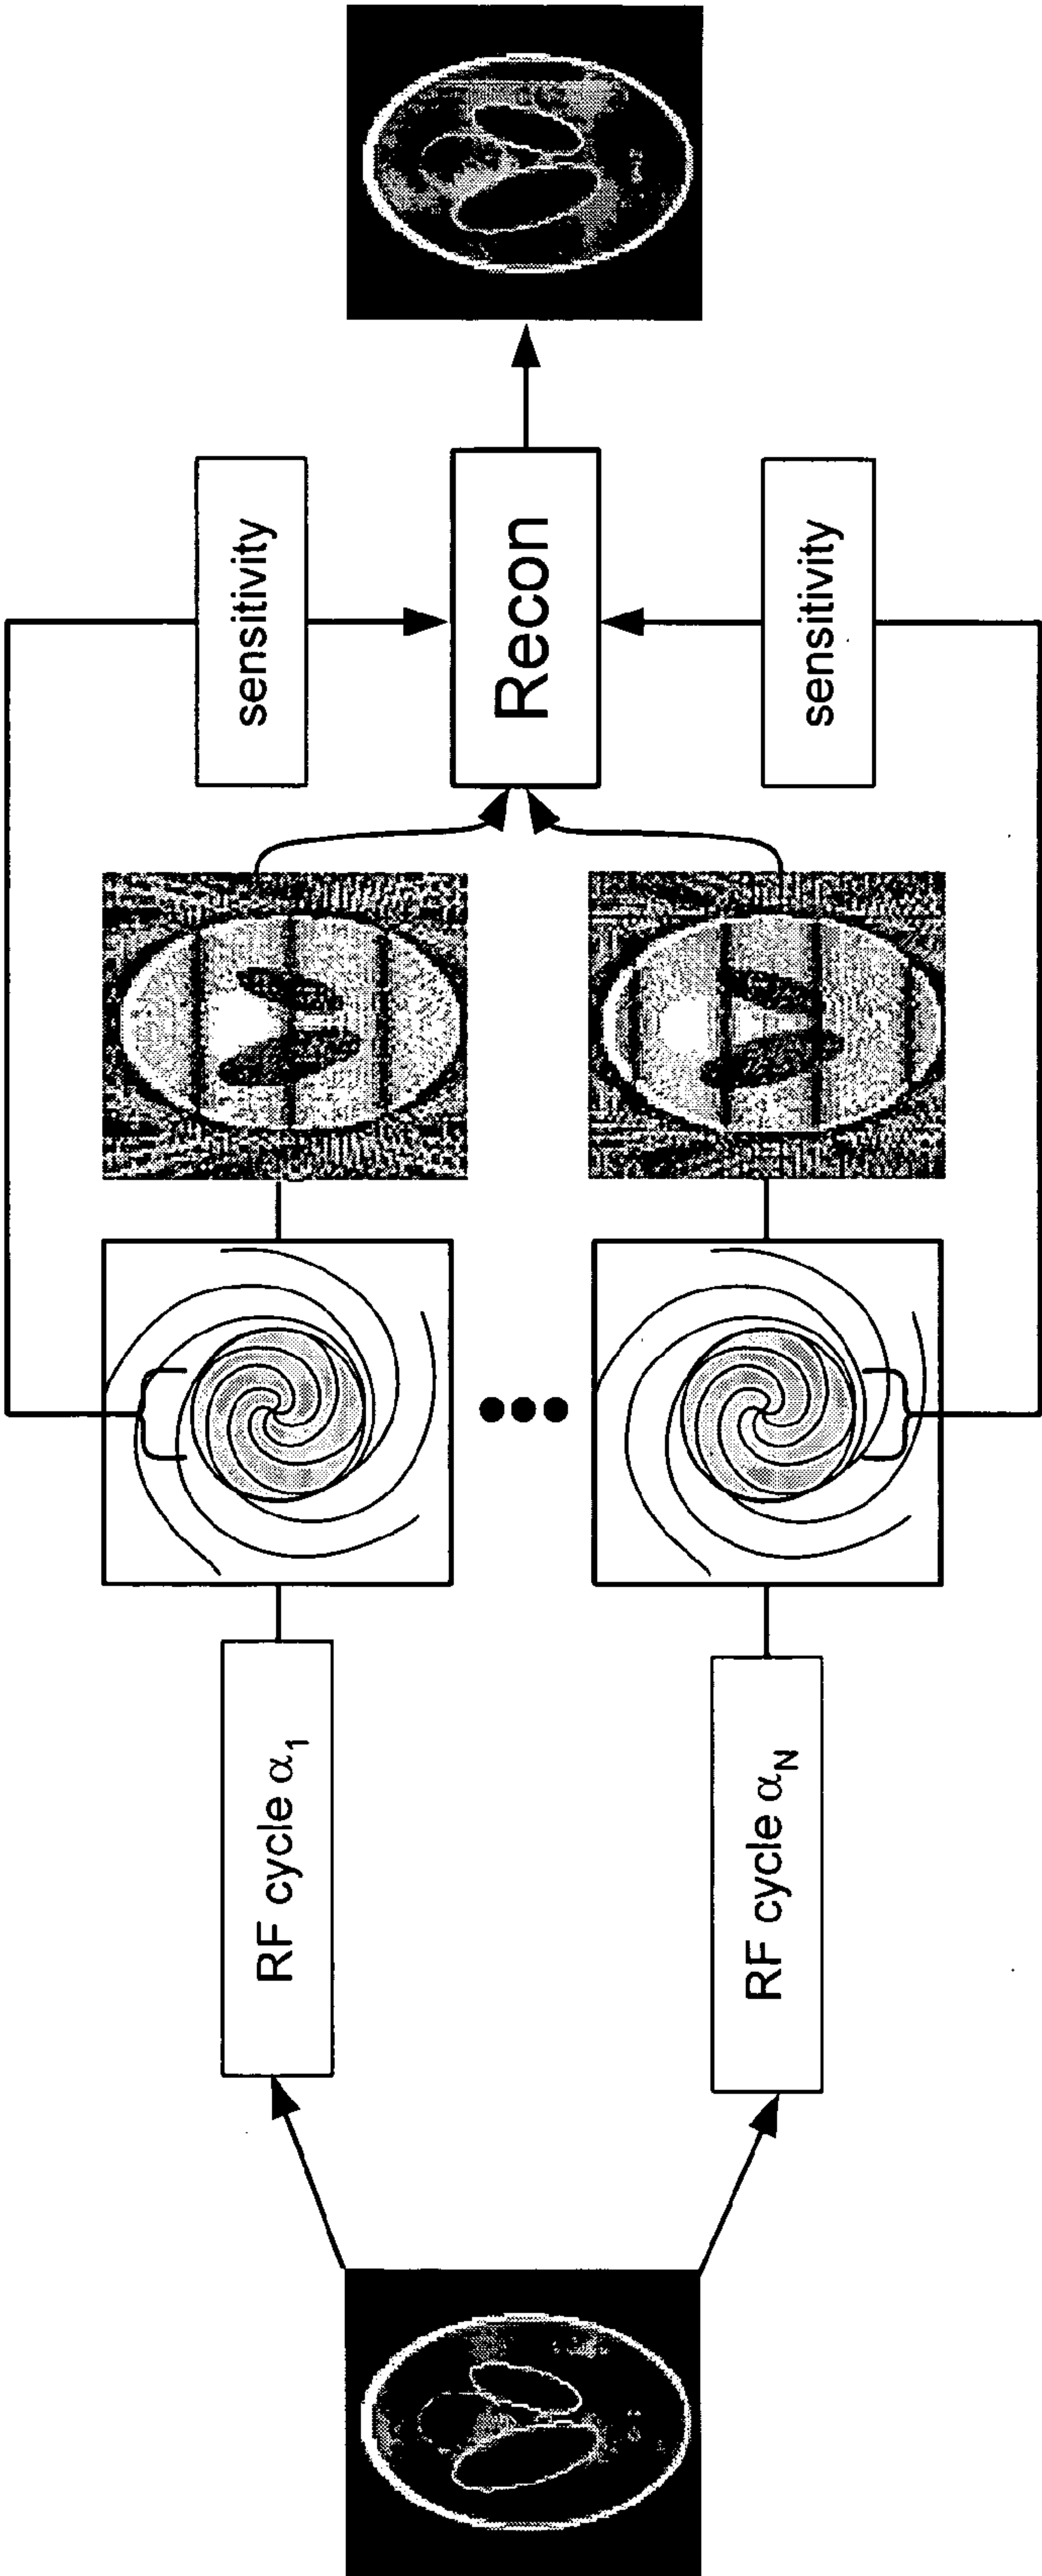 RF cycle α₁
RF cycle αN
sensitivity
Recon
sensitivity